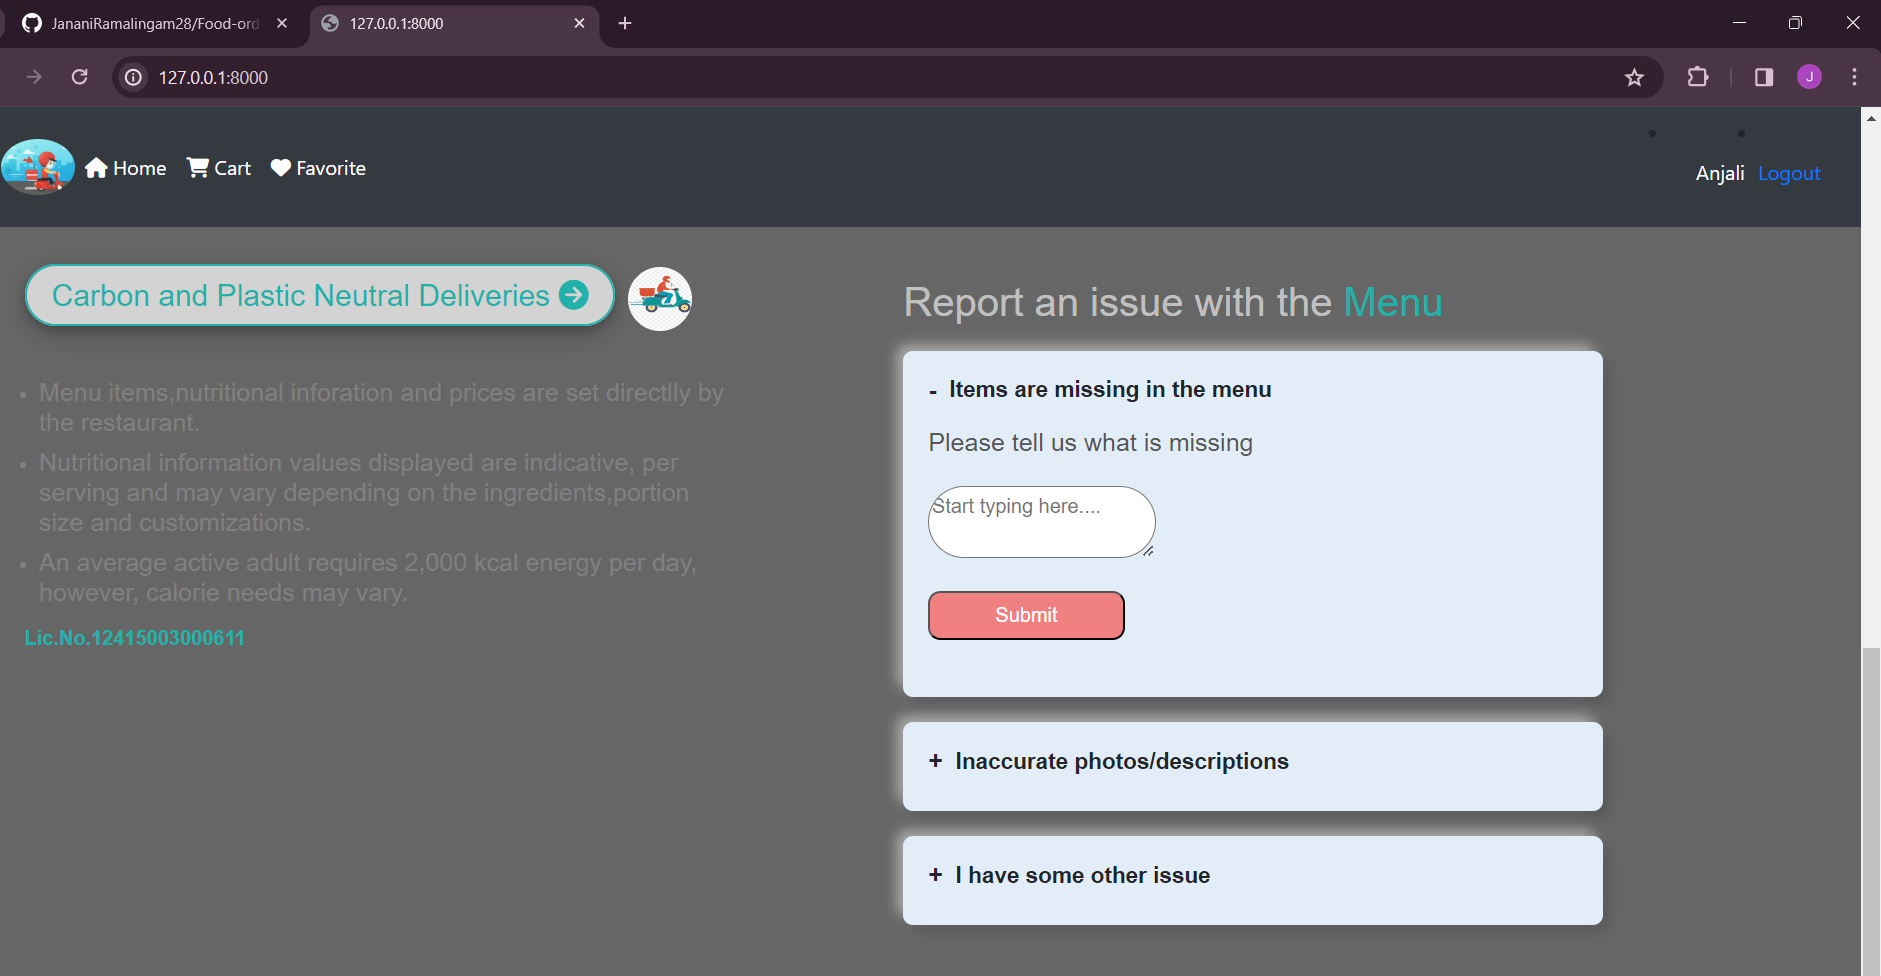 JananiRamalingam28/Food-ord
127.0.0.1:8000
127.0.0.1:8000
J
Home
Cart
Favorite
Anjali
Logout
Carbon and Plastic Neutral Deliveries
• Menu items,nutritional inforation and prices are set directlly by
the restaurant.
• Nutritional information values displayed are indicative, per
serving and may vary depending on the ingredients,portion
size and customizations.
• An average active adult requires 2,000 kcal energy per day,
however, calorie needs may vary.
Lic.No.12415003000611
Report an issue with the Menu
- Items are missing in the menu
Please tell us what is missing
Start typing here....
Submit
+ Inaccurate photos/descriptions
+ I have some other issue